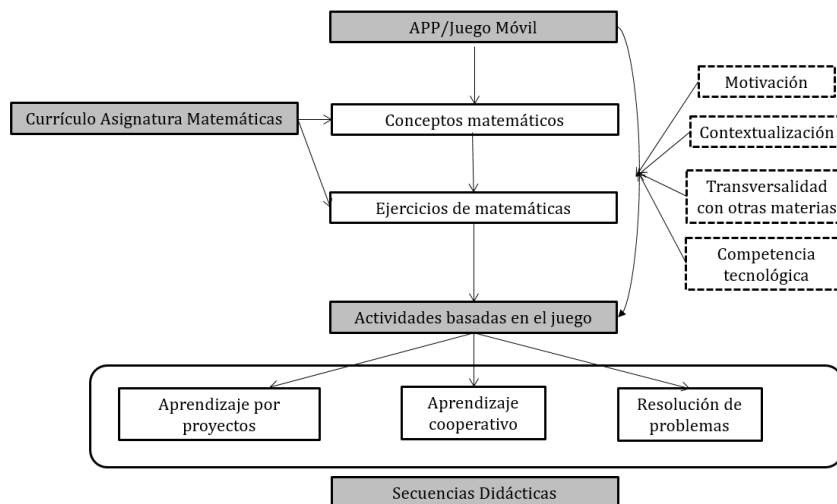 APP/Juego Móvil
Motivación
Currículo Asignatura Matemáticas
Conceptos matemáticos
Contextualización
Ejercicios de matemáticas
Transversalidad
con otras materias
Competencia
tecnológica
Actividades basadas en el juego
Aprendizaje por
proyectos
Aprendizaje
cooperativo
Resolución de
problemas
Secuencias Didácticas